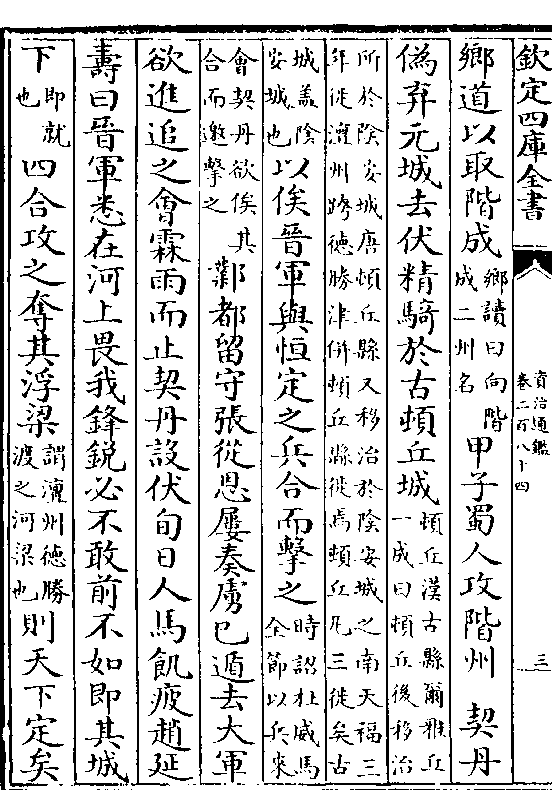 欽定四庫全書
資治通鑑
卷二百八十四
三
鄉道以取階成鄉讀曰向階
成二州名甲子蜀人攻階州 契丹
偽弃元城去伏精騎於古頓丘城頓丘漢古縣爾雅丘
一成曰頓丘後移治
所於陰安城唐頓丘縣又移治於陰安城之南天福三
年徙澶州跨德勝津併頓丘縣徙焉頓丘凡三徙矣古
城蓋陰
安城也以俟晉軍與恒定之兵合而擊之時詔杜威馬
全節以兵來
會契丹欲俟其
合而邀擊之鄴都留守張從恩屢奏虜已遁去大軍
欲進追之會霖雨而止契丹設伏旬日人馬飢疲趙延
壽曰晉軍悉在河上畏我鋒銳必不敢前不如即其城
下即就
也四合攻之奪其浮梁謂澶州德勝
渡之河梁也則天下定矣